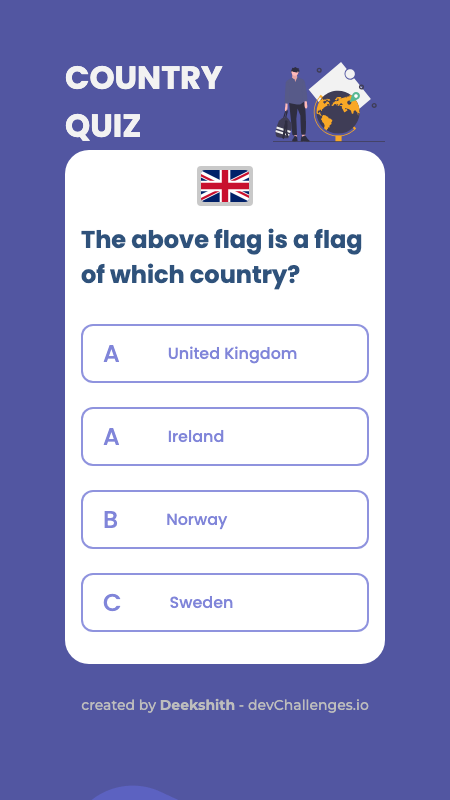 COUNTRY
QUIZ
The above flag is a flag
of which country?
A United Kingdom
A Ireland
B Norway
C Sweden
created by Deekshith - devChallenges.io